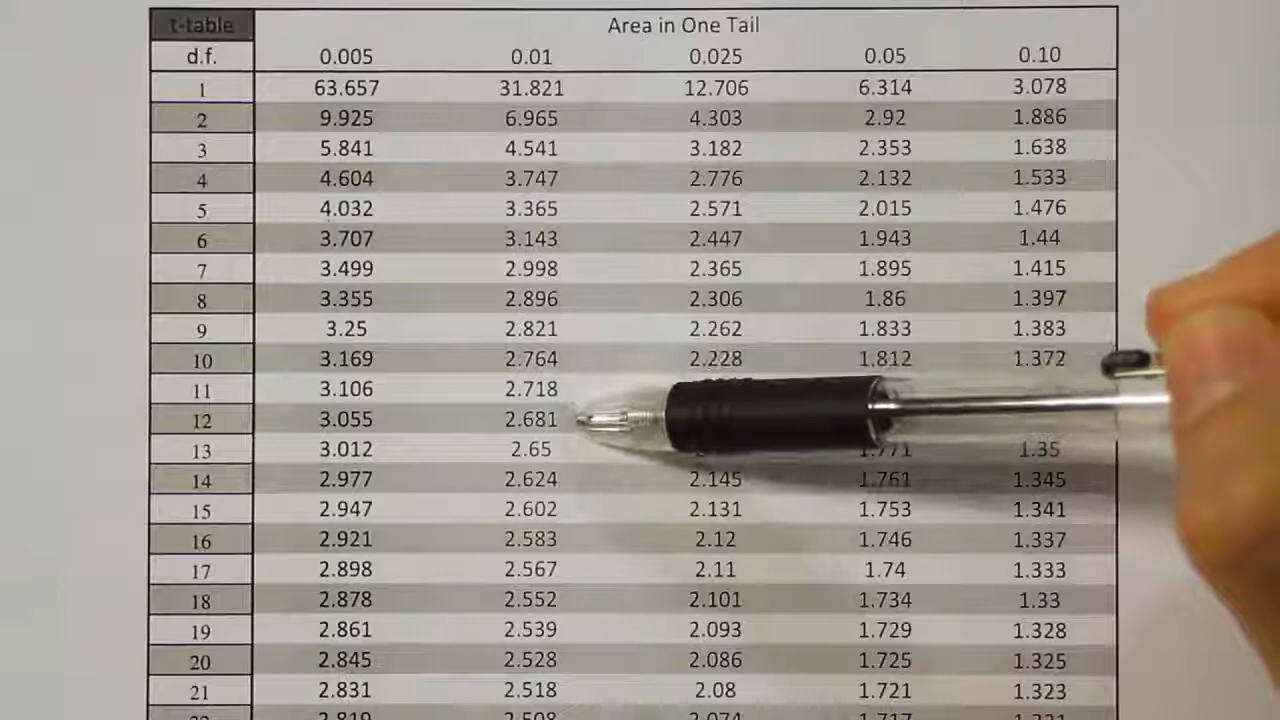 t-table Area in One Tail
d.f. 0.005 0.01 0.025 0.05 0.10
1 63.657 31.821 12.706 6.314 3.078
2 9.925 6.965 4.303 2.92 1.886
3 5.841 4.541 3.182 2.353 1.638
4 4.604 3.747 2.776 2.132 1.533
5 4.032 3.365 2.571 2.015 1.476
6 3.707 3.143 2.447 1.943 1.44
7 3.499 2.998 2.365 1.895 1.415
8 3.355 2.896 2.306 1.86 1.397
9 3.25 2.821 2.262 1.833 1.383
10 3.169 2.764 2.228 1.812 1.372
11 3.106 2.718
12 3.055 2.681
13 3.012 2.65 1.771 1.35
14 2.977 2.624 2.145 1.761 1.345
15 2.947 2.602 2.131 1.753 1.341
16 2.921 2.583 2.12 1.746 1.337
17 2.898 2.567 2.11 1.74 1.333
18 2.878 2.552 2.101 1.734 1.33
19 2.861 2.539 2.093 1.729 1.328
20 2.845 2.528 2.086 1.725 1.325
21 2.831 2.518 2.08 1.721 1.323